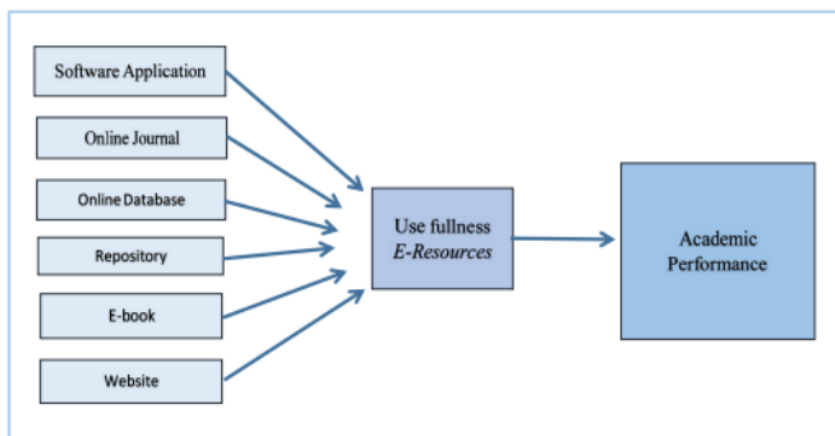 Software Application
Online Journal
Online Database
Repository
E-book
Website
Use fullness
E-Resources
Academic
Performance